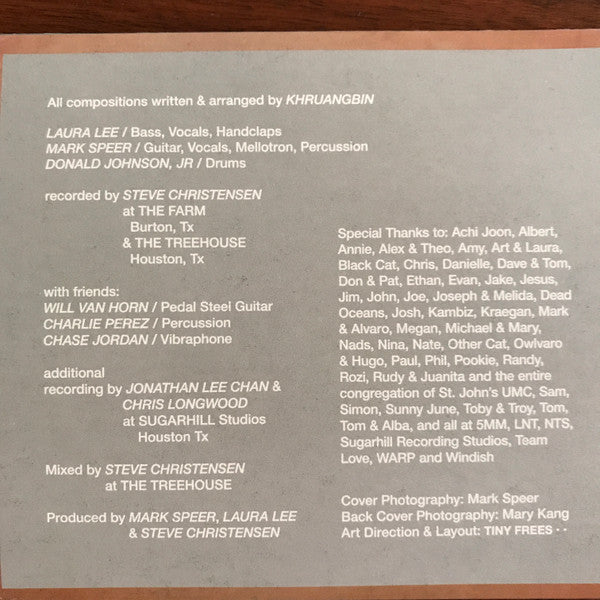 All compositions written & arranged by KHRUANGBIN
LAURA LEE / Bass, Vocals, Handclaps
MARK SPEER / Guitar, Vocals, Mellotron, Percussion
DONALD JOHNSON, JR / Drums
recorded by STEVE CHRISTENSEN
at THE FARM
Burton, Tx
& THE TREEHOUSE
Houston, Tx
with friends:
WILL VAN HORN / Pedal Steel Guitar
CHARLIE PEREZ / Percussion
CHASE JORDAN / Vibraphone
additional
recording by JONATHAN LEE CHAN &
CHRIS LONGWOOD
at SUGARHILL Studios
Houston Tx
Mixed by STEVE CHRISTENSEN
at THE TREEHOUSE
Produced by MARK SPEER, LAURA LEE
& STEVE CHRISTENSEN
Special Thanks to: Achi Joon, Albert,
Annie, Alex & Theo, Amy, Art & Laura,
Black Cat, Chris, Danielle, Dave & Tom,
Don & Pat, Ethan, Evan, Jake, Jesus,
Jim, John, Joe, Joseph & Melida, Dead
Oceans, Josh, Kambiz, Kraegan, Mark
& Alvaro, Megan, Michael & Mary,
Nads, Nina, Nate, Other Cat, Owlvaro
& Hugo, Paul, Phil, Pookie, Randy,
Rozi, Rudy & Juanita and the entire
congregation of St. John's UMC, Sam,
Simon, Sunny June, Toby & Troy, Tom,
Tom & Alba, and all at 5MM, LNT, NTS,
Sugarhill Recording Studios, Team
Love, WARP and Windish
Cover Photography: Mark Speer
Back Cover Photography: Mary Kang
Art Direction & Layout: TINY FREES · ·